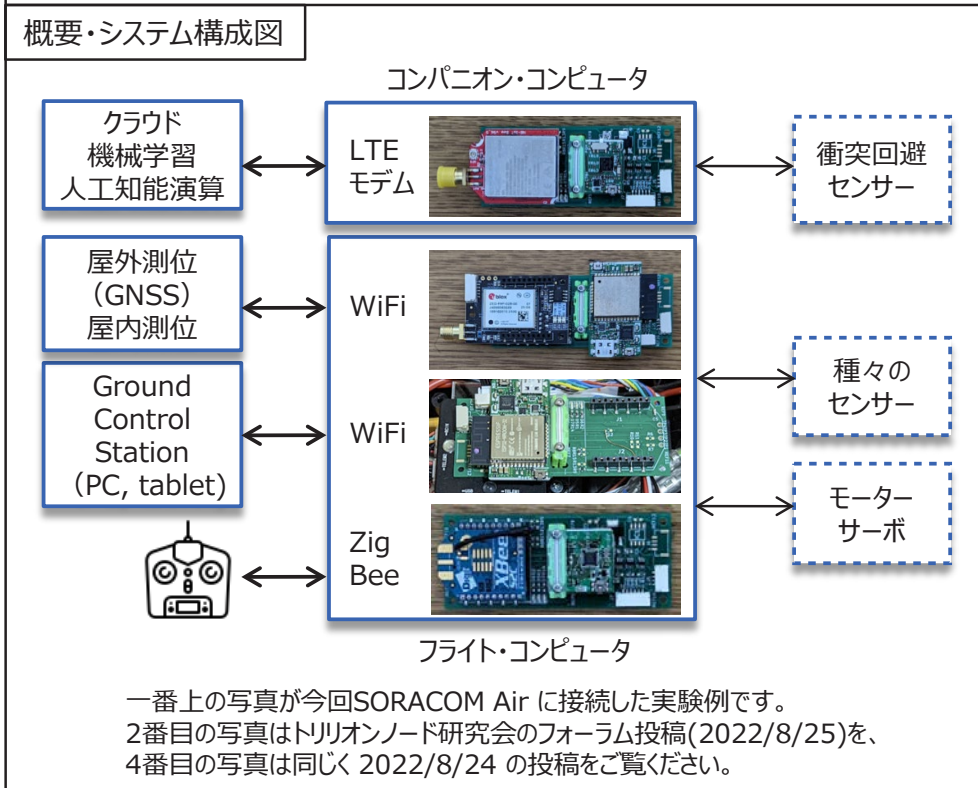 概要・システム構成図
コンパニオン・コンピュータ
クラウド
機械学習
人工知能演算
LTE
モデム
衝突回避
センサー
屋外測位
（GNSS）
屋内測位
WiFi
種々の
センサー
Ground
Control
Station
（PC, tablet)
WiFi
モーター
サーボ
Zig
Bee
XBee
フライト・コンピュータ
一番上の写真が今回SORACOM Air に接続した実験例です。
2番目の写真はトリリオンノード研究会のフォーラム投稿(2022/8/25)を、
4番目の写真は同じく 2022/8/24 の投稿をご覧ください。